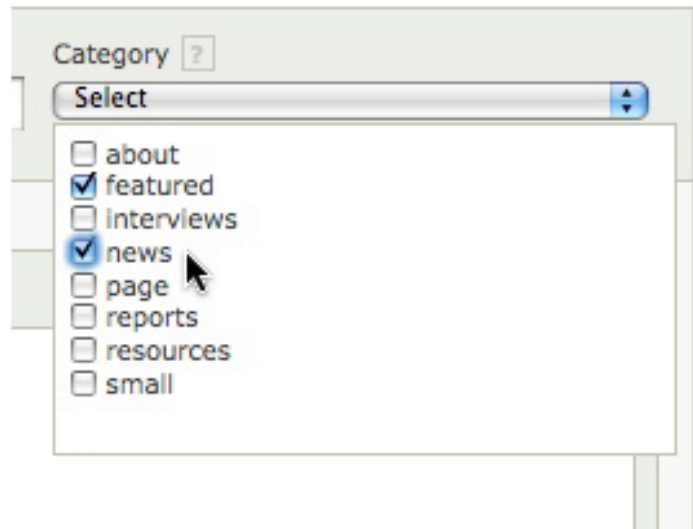 Category ?
Select
about
featured
interviews
news
page
reports
resources
small